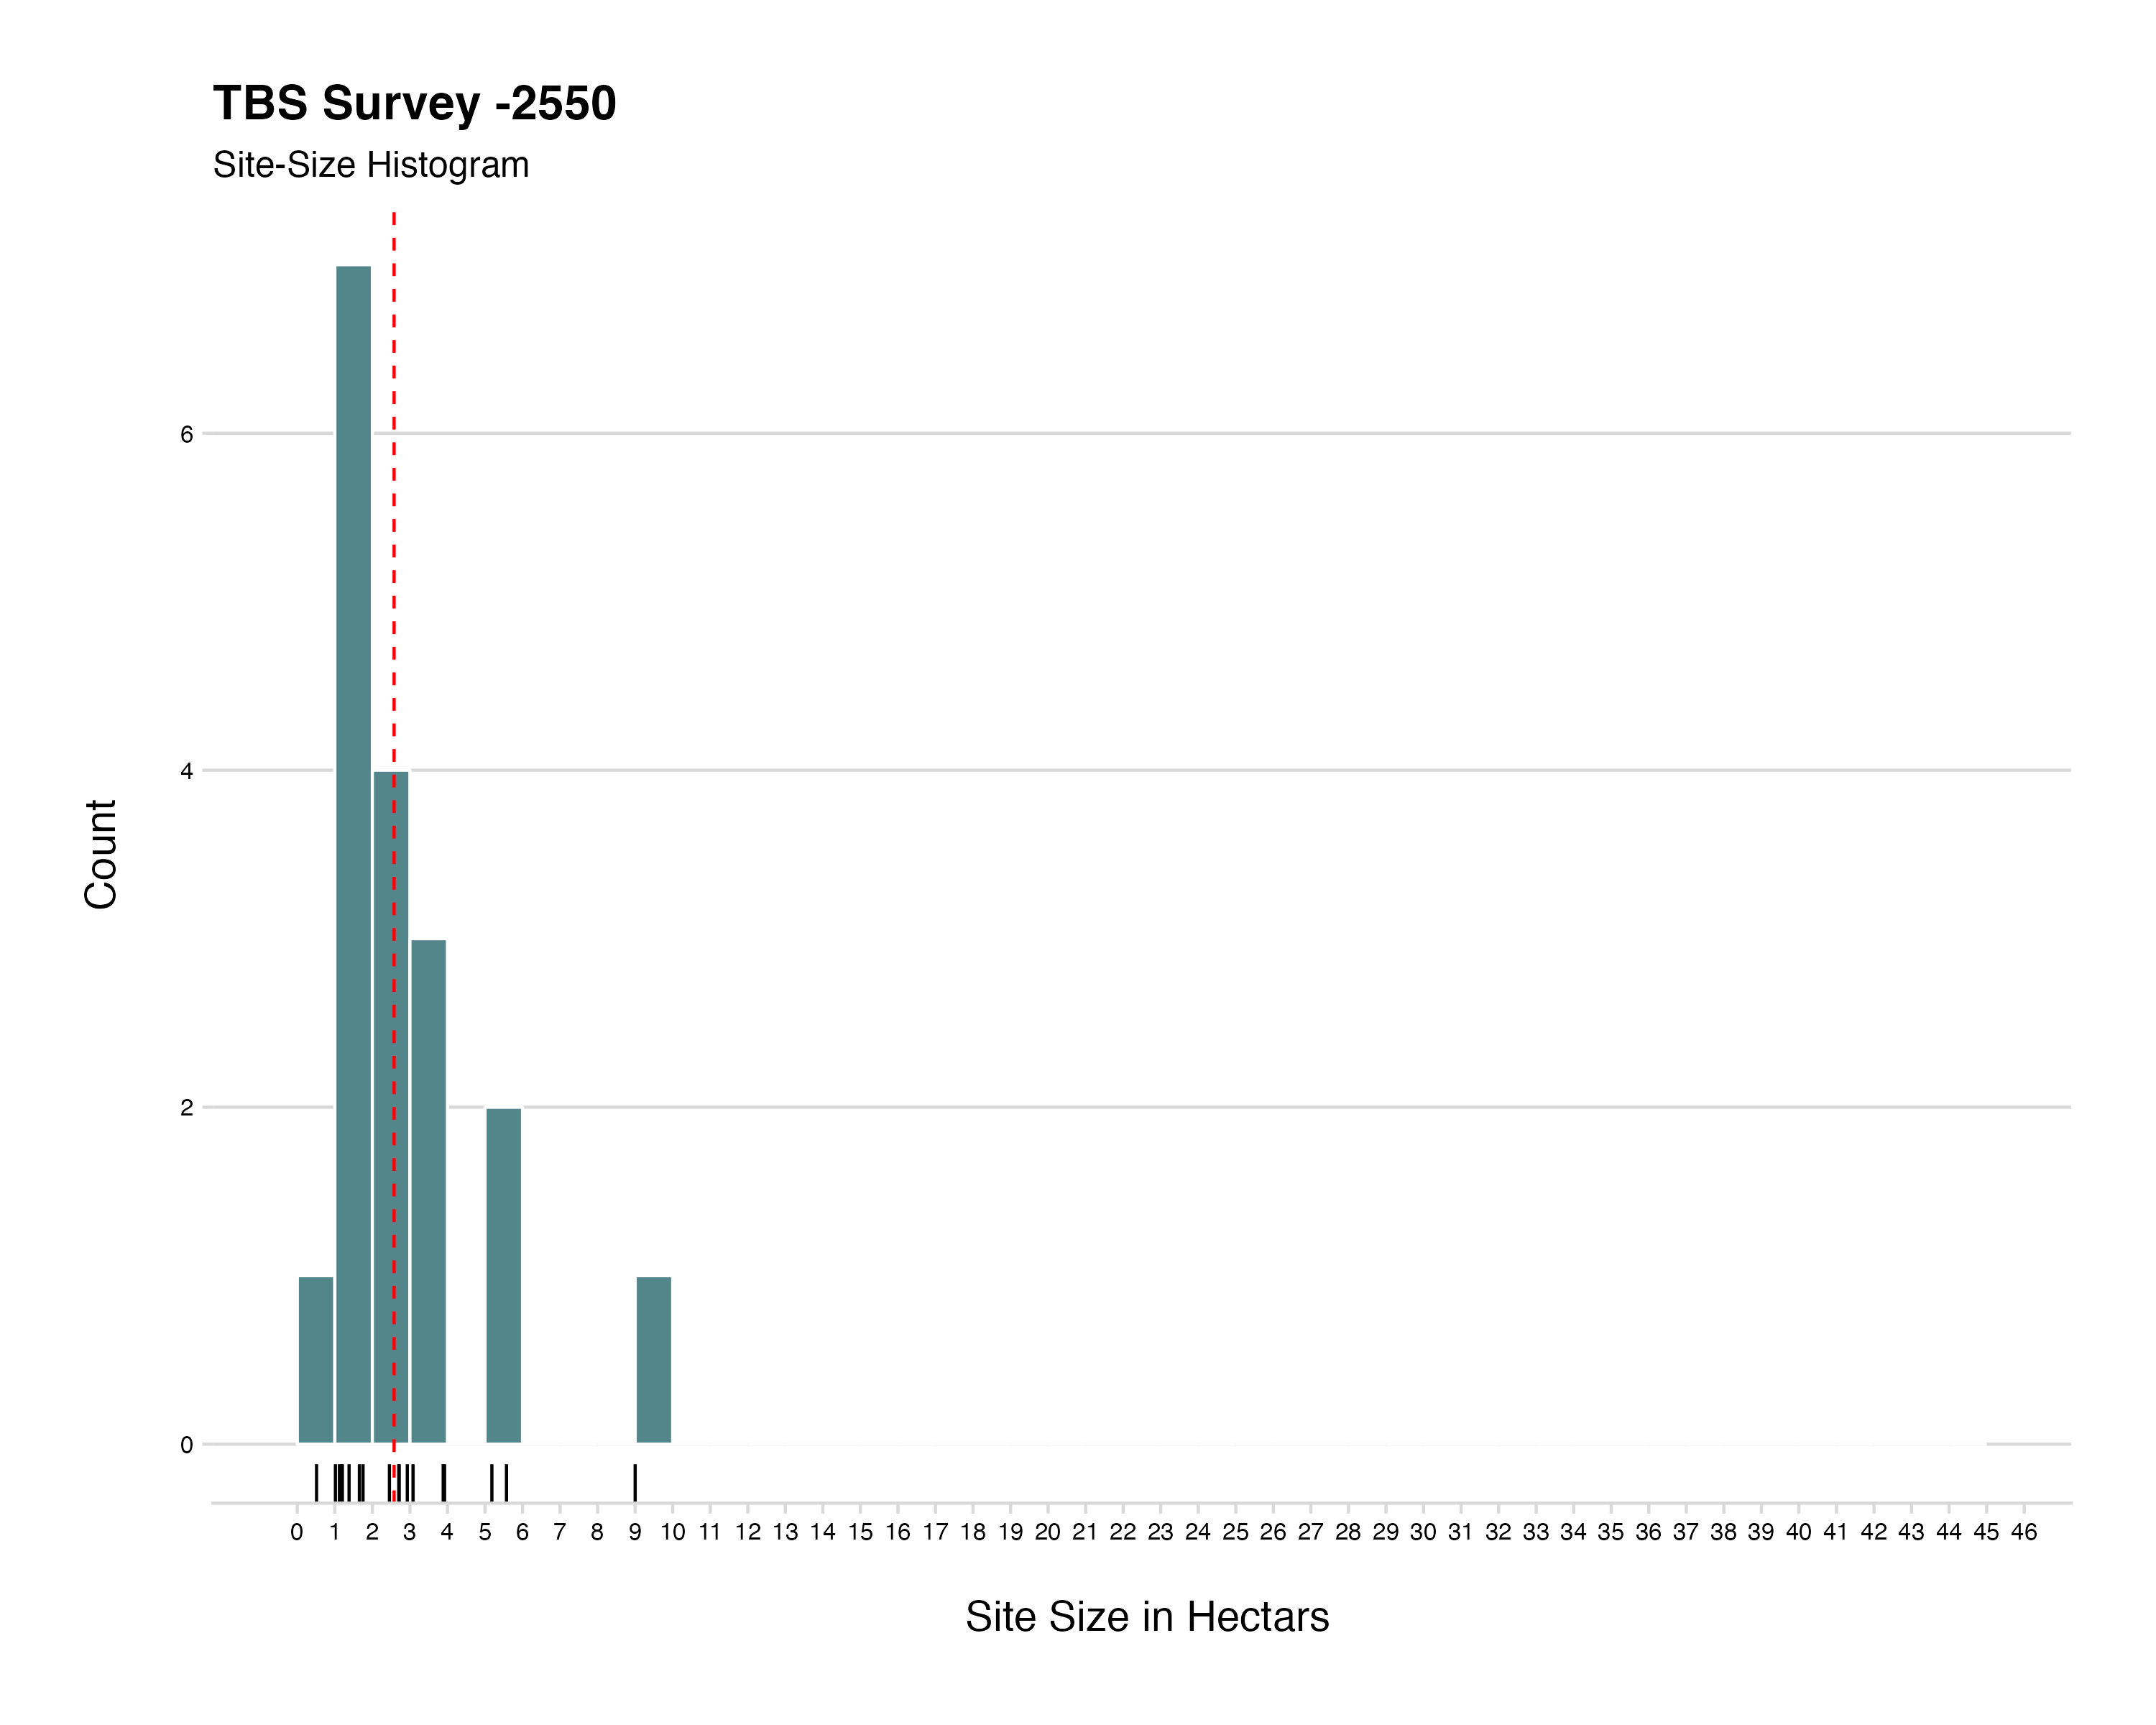 TBS Survey -2550
Site-Size Histogram
6
4
2
0
Count
0 1 2 3 4 5 6 7 8 9 10 11 12 13 14 15 16 17 18 19 20 21 22 23 24 25 26 27 28 29 30 31 32 33 34 35 36 37 38 39 40 41 42 43 44 45 46
Site Size in Hectars